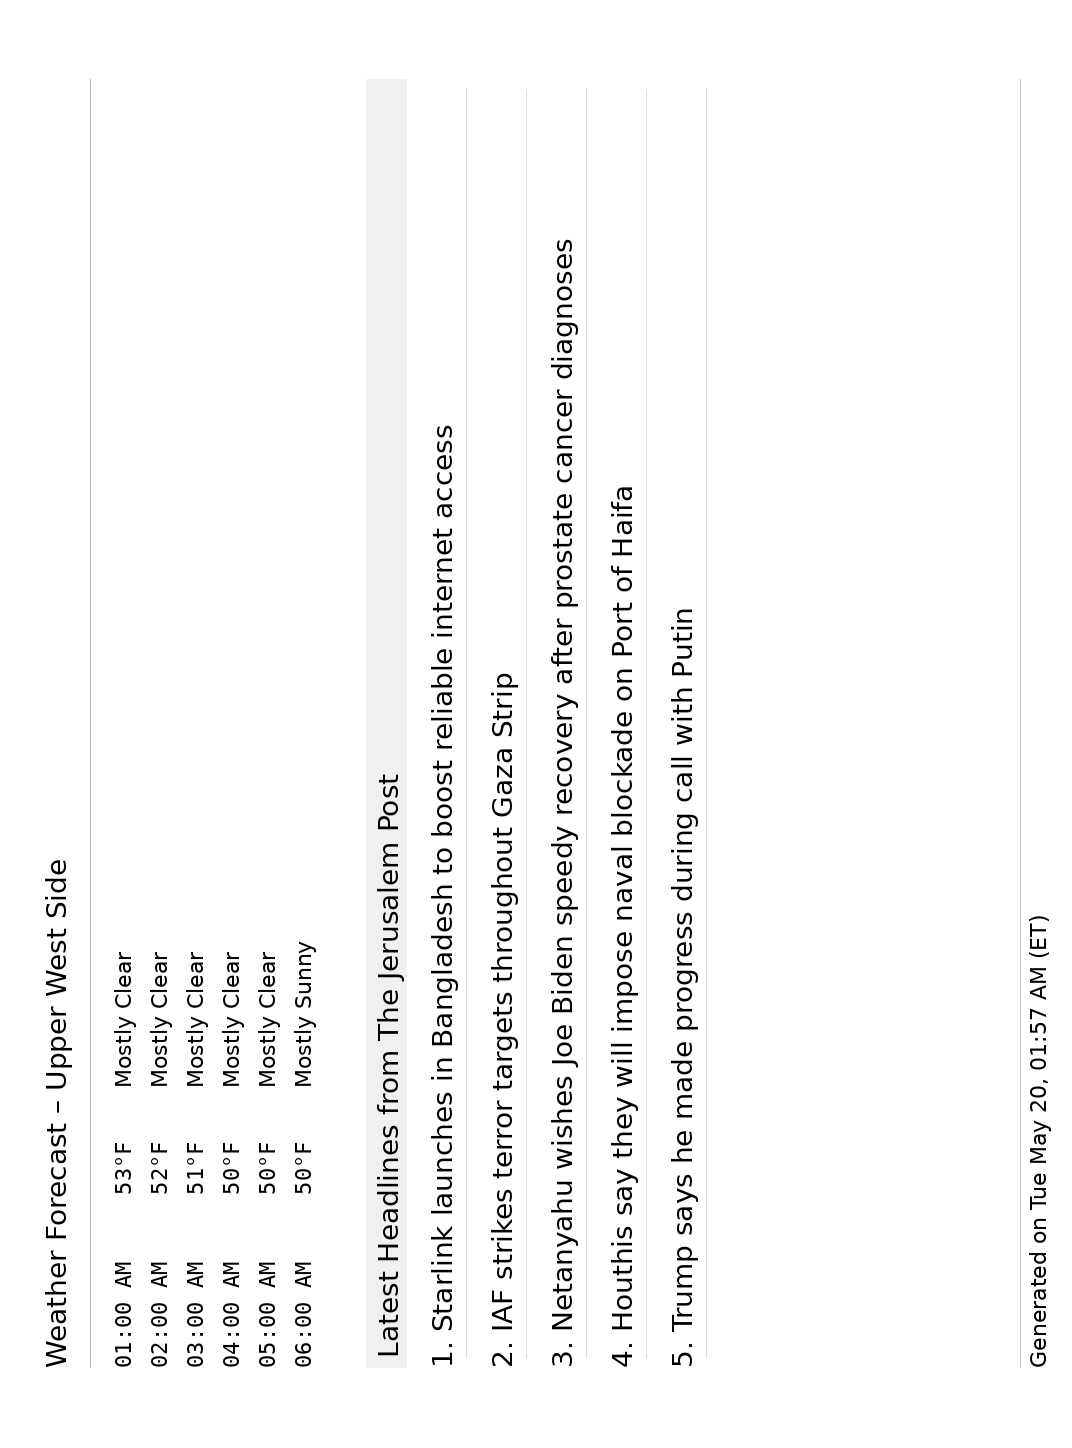 Weather Forecast – Upper West Side
01:00 AM 53°F Mostly Clear
02:00 AM 52°F Mostly Clear
03:00 AM 51°F Mostly Clear
04:00 AM 50°F Mostly Clear
05:00 AM 50°F Mostly Clear
06:00 AM 50°F Mostly Sunny
Latest Headlines from The Jerusalem Post
1. Starlink launches in Bangladesh to boost reliable internet access
2. IAF strikes terror targets throughout Gaza Strip
3. Netanyahu wishes Joe Biden speedy recovery after prostate cancer diagnoses
4. Houthis say they will impose naval blockade on Port of Haifa
5. Trump says he made progress during call with Putin
Generated on Tue May 20, 01:57 AM (ET)